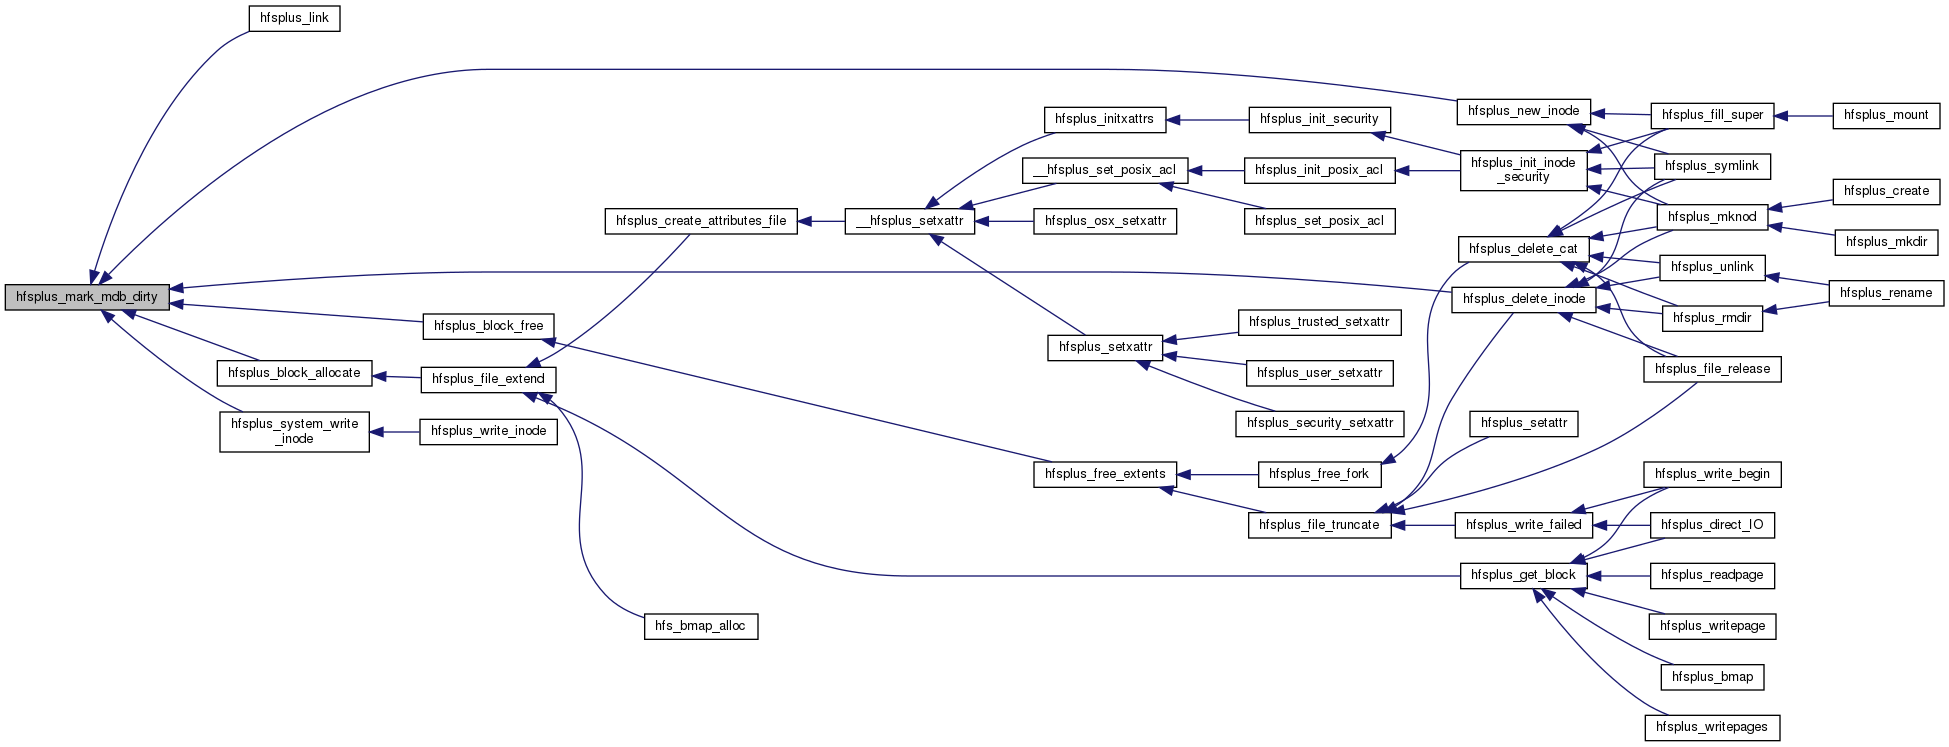 hfsplus_link
hfsplus_new_inode
hfsplus_fill_super
hfsplus_mount
hfsplus_initxattrs
hfsplus_init_security
hfsplus_init_inode
_security
hfsplus_symlink
__hfsplus_set_posix_acl
hfsplus_init_posix_acl
hfsplus_create
hfsplus_create_attributes_file
__hfsplus_setxattr
hfsplus_osx_setxattr
hfsplus_set_posix_acl
hfsplus_mknod
hfsplus_mkdir
hfsplus_delete_cat
hfsplus_unlink
hfsplus_mark_mdb_dirty
hfsplus_delete_inode
hfsplus_rename
hfsplus_block_free
hfsplus_trusted_setxattr
hfsplus_rmdir
hfsplus_setxattr
hfsplus_block_allocate
hfsplus_file_extend
hfsplus_user_setxattr
hfsplus_file_release
hfsplus_system_write
_inode
hfsplus_write_inode
hfsplus_security_setxattr
hfsplus_setattr
hfsplus_free_extents
hfsplus_free_fork
hfsplus_write_begin
hfsplus_file_truncate
hfsplus_write_failed
hfsplus_direct_IO
hfsplus_get_block
hfsplus_readpage
hfs_bmap_alloc
hfsplus_writepage
hfsplus_bmap
hfsplus_writepages